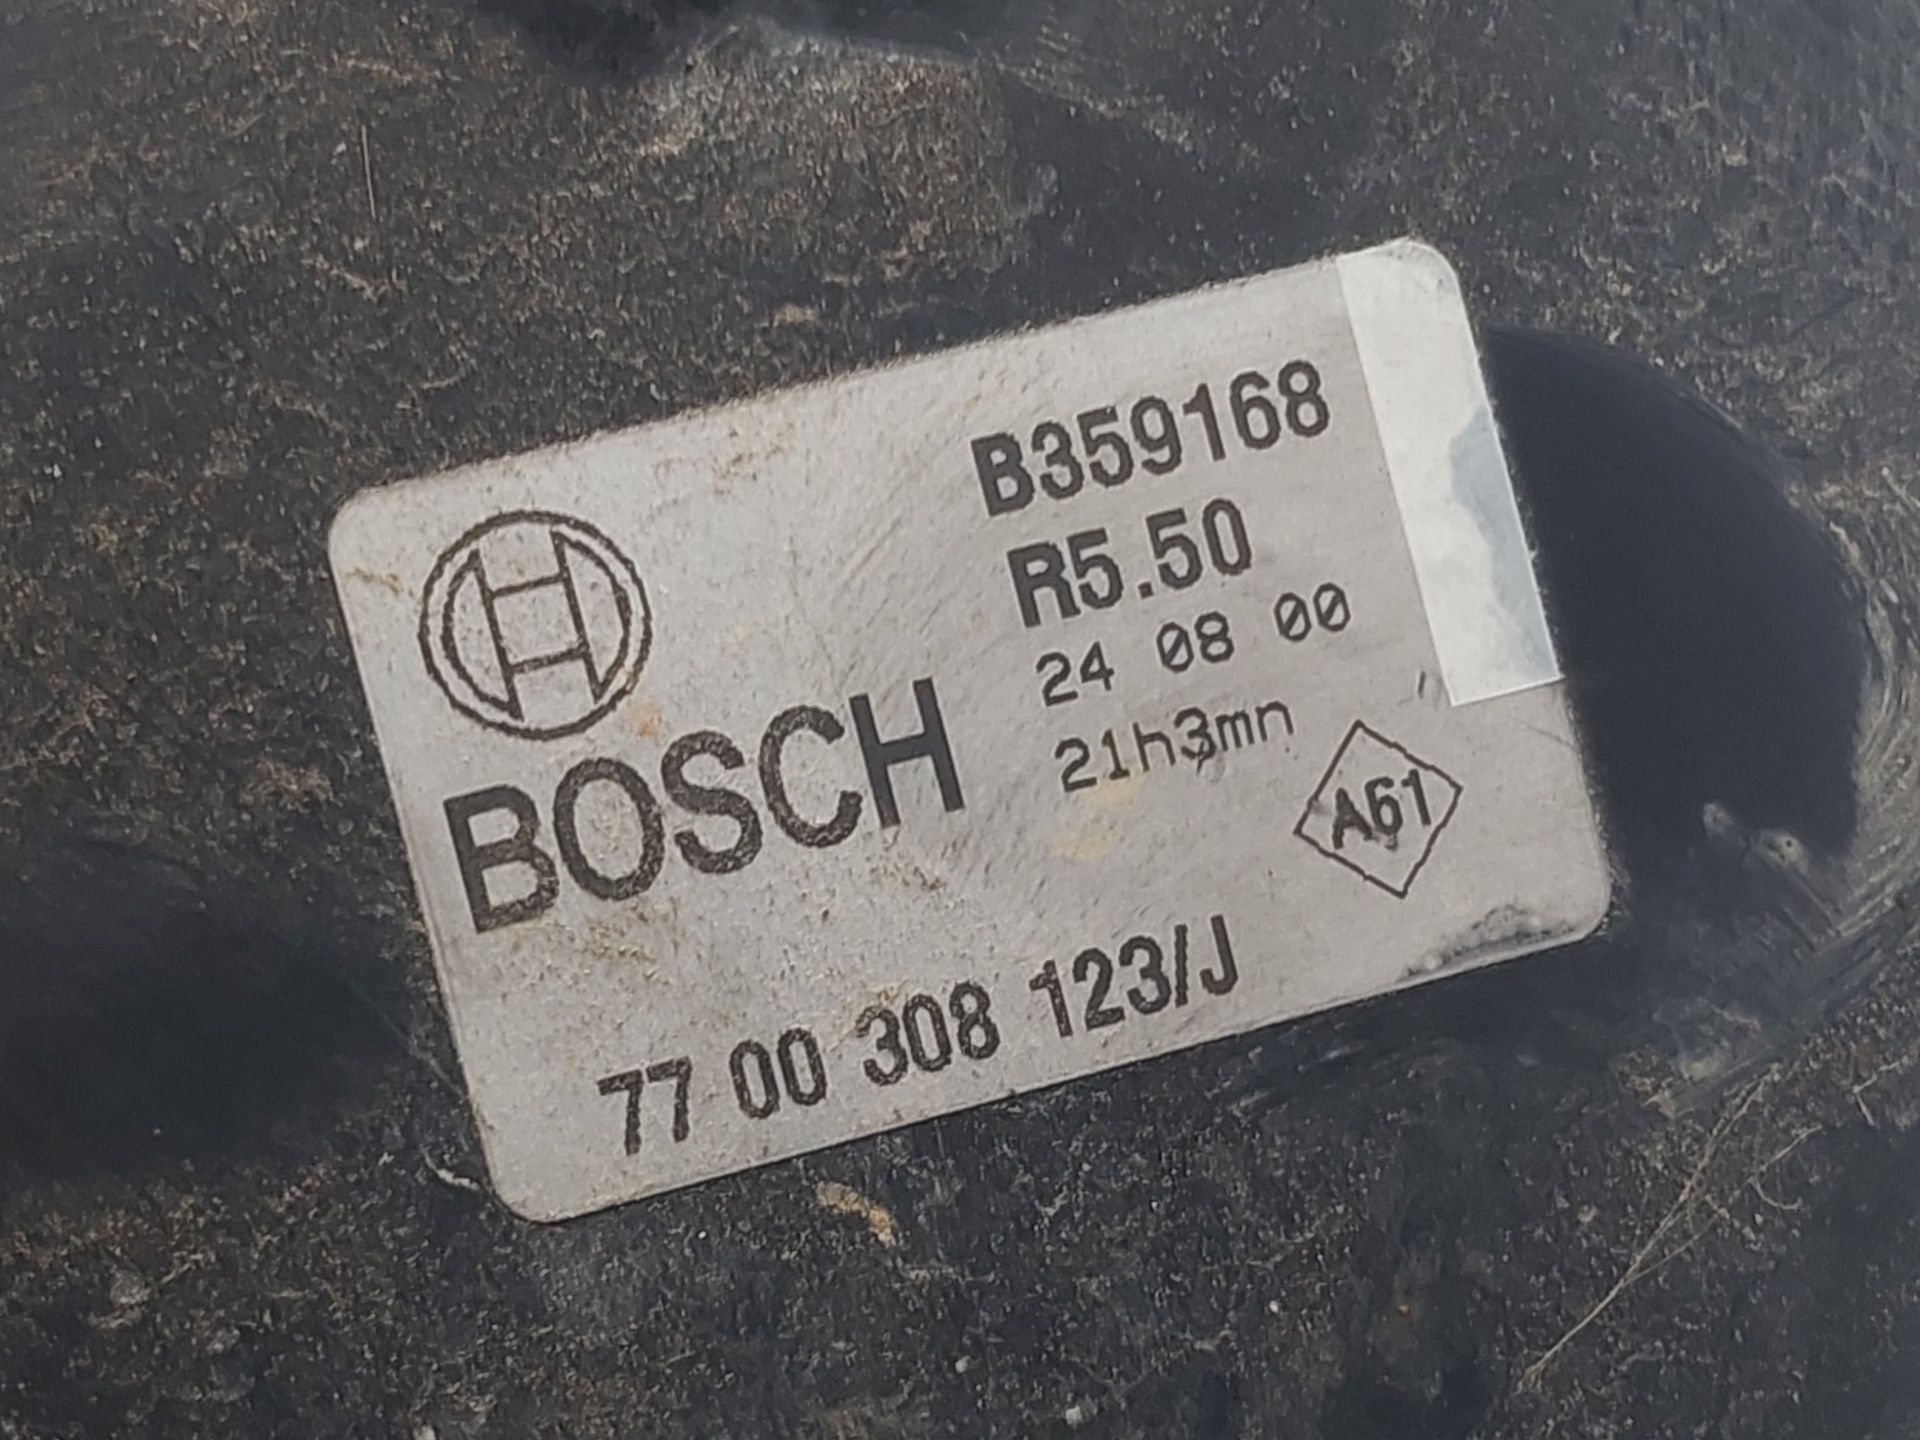 B359168
R5.50
24 08 00
21h3mn
BOSCH
A61
77 00 308 123/J